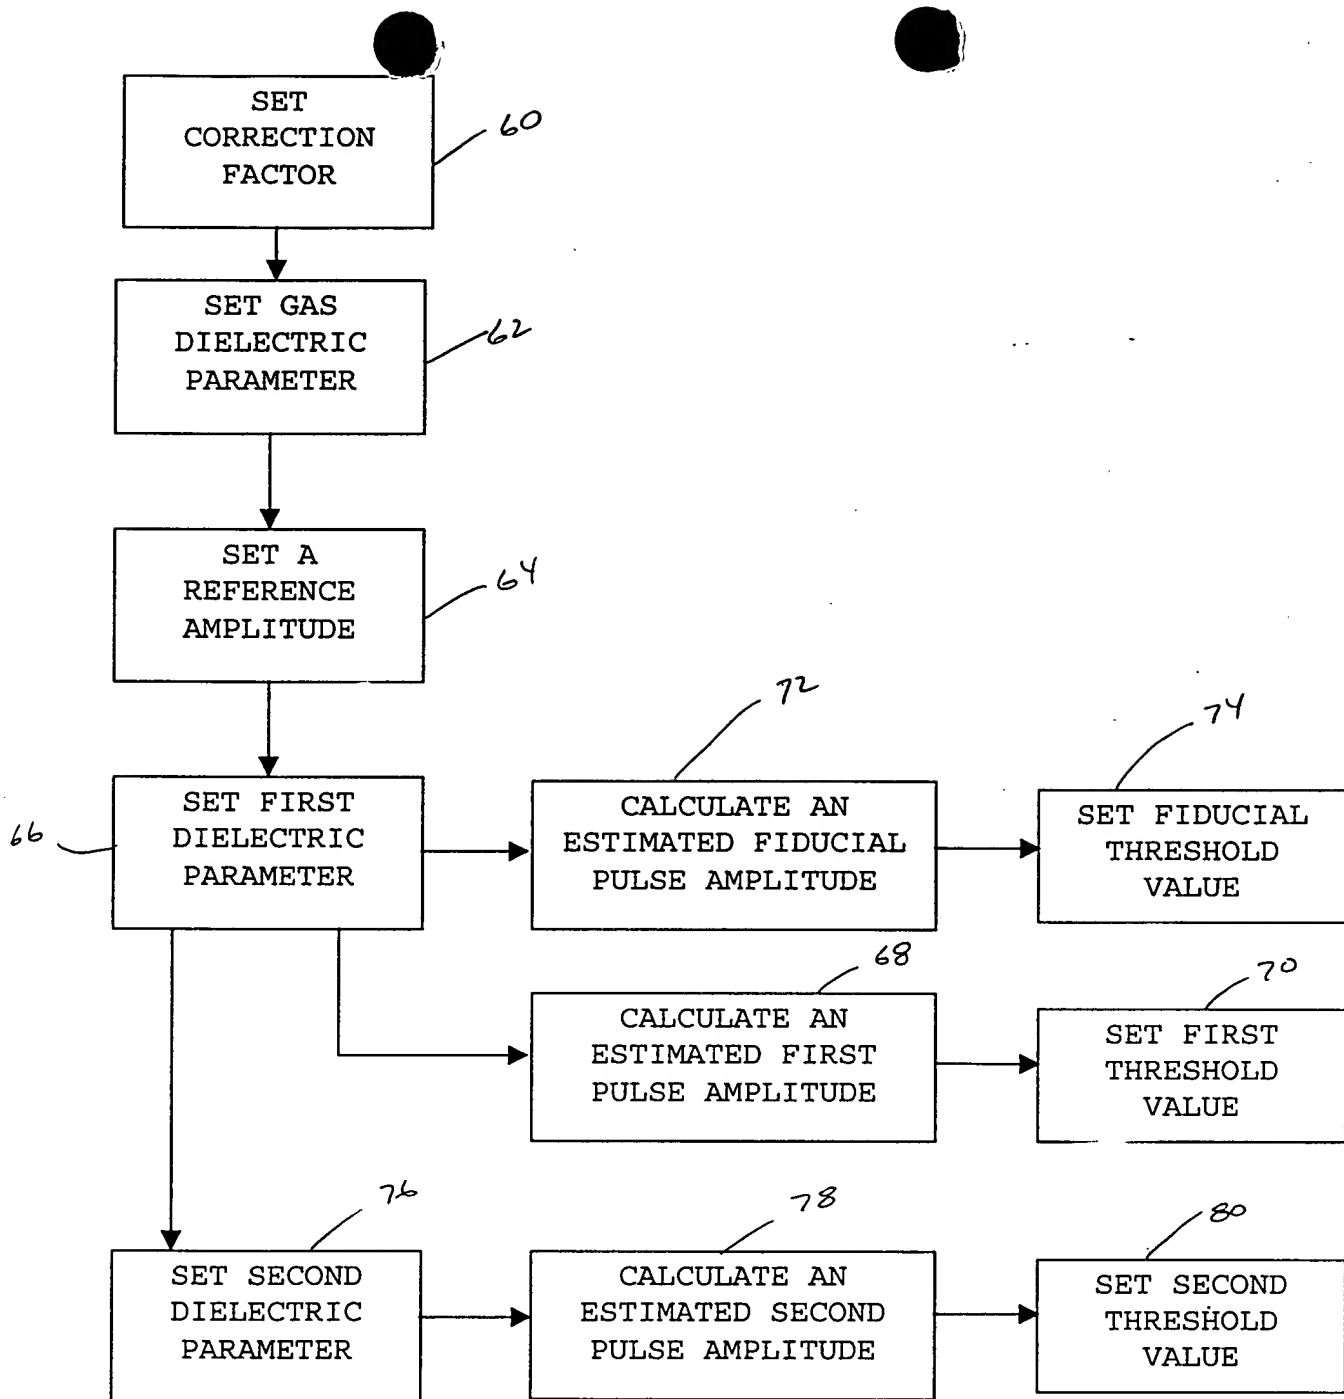 SET
CORRECTION
FACTOR
60
SET GAS
DIELECTRIC
PARAMETER
62
SET A
REFERENCE
AMPLITUDE
64
66
SET FIRST
DIELECTRIC
PARAMETER
72
CALCULATE AN
ESTIMATED FIDUCIAL
PULSE AMPLITUDE
74
SET FIDUCIAL
THRESHOLD
VALUE
68
CALCULATE AN
ESTIMATED FIRST
PULSE AMPLITUDE
70
SET FIRST
THRESHOLD
VALUE
76
SET SECOND
DIELECTRIC
PARAMETER
78
CALCULATE AN
ESTIMATED SECOND
PULSE AMPLITUDE
80
SET SECOND
THRESHOLD
VALUE